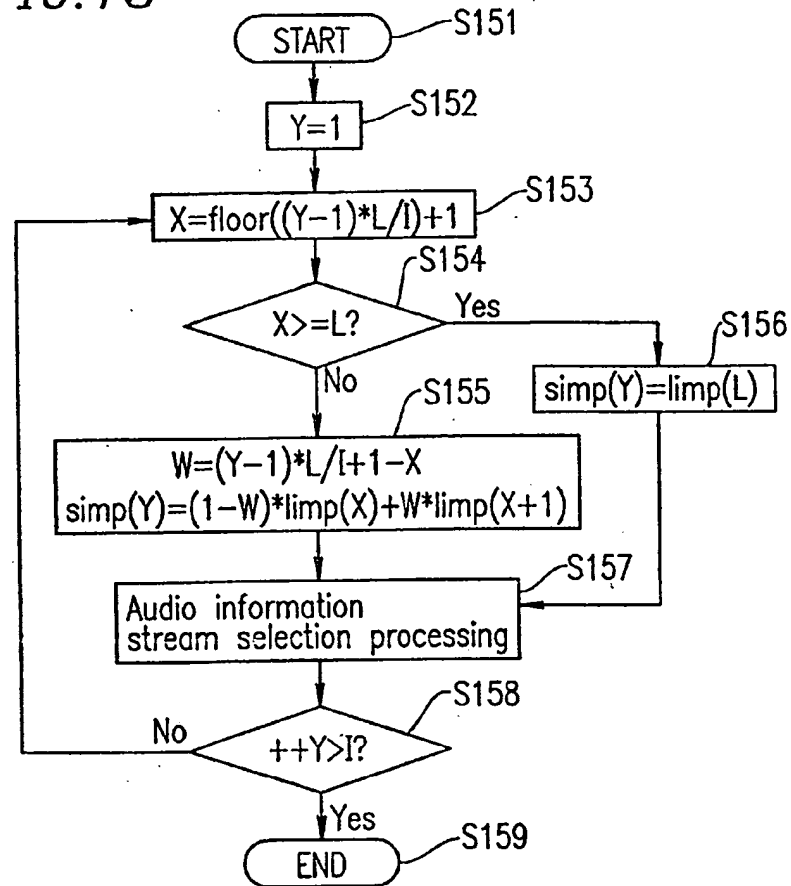 START
S151
Y=1
S152
X=floor((Y-1)*L/I)+1
S153
X>=L?
S154
Yes
No
simp(Y)=limp(L)
S156
W=(Y-1)*L/I+1-X
simp(Y)=(1-W)*limp(X)+W*limp(X+1)
S155
Audio information
stream selection processing
S157
++Y>I?
S158
No
Yes
END
S159